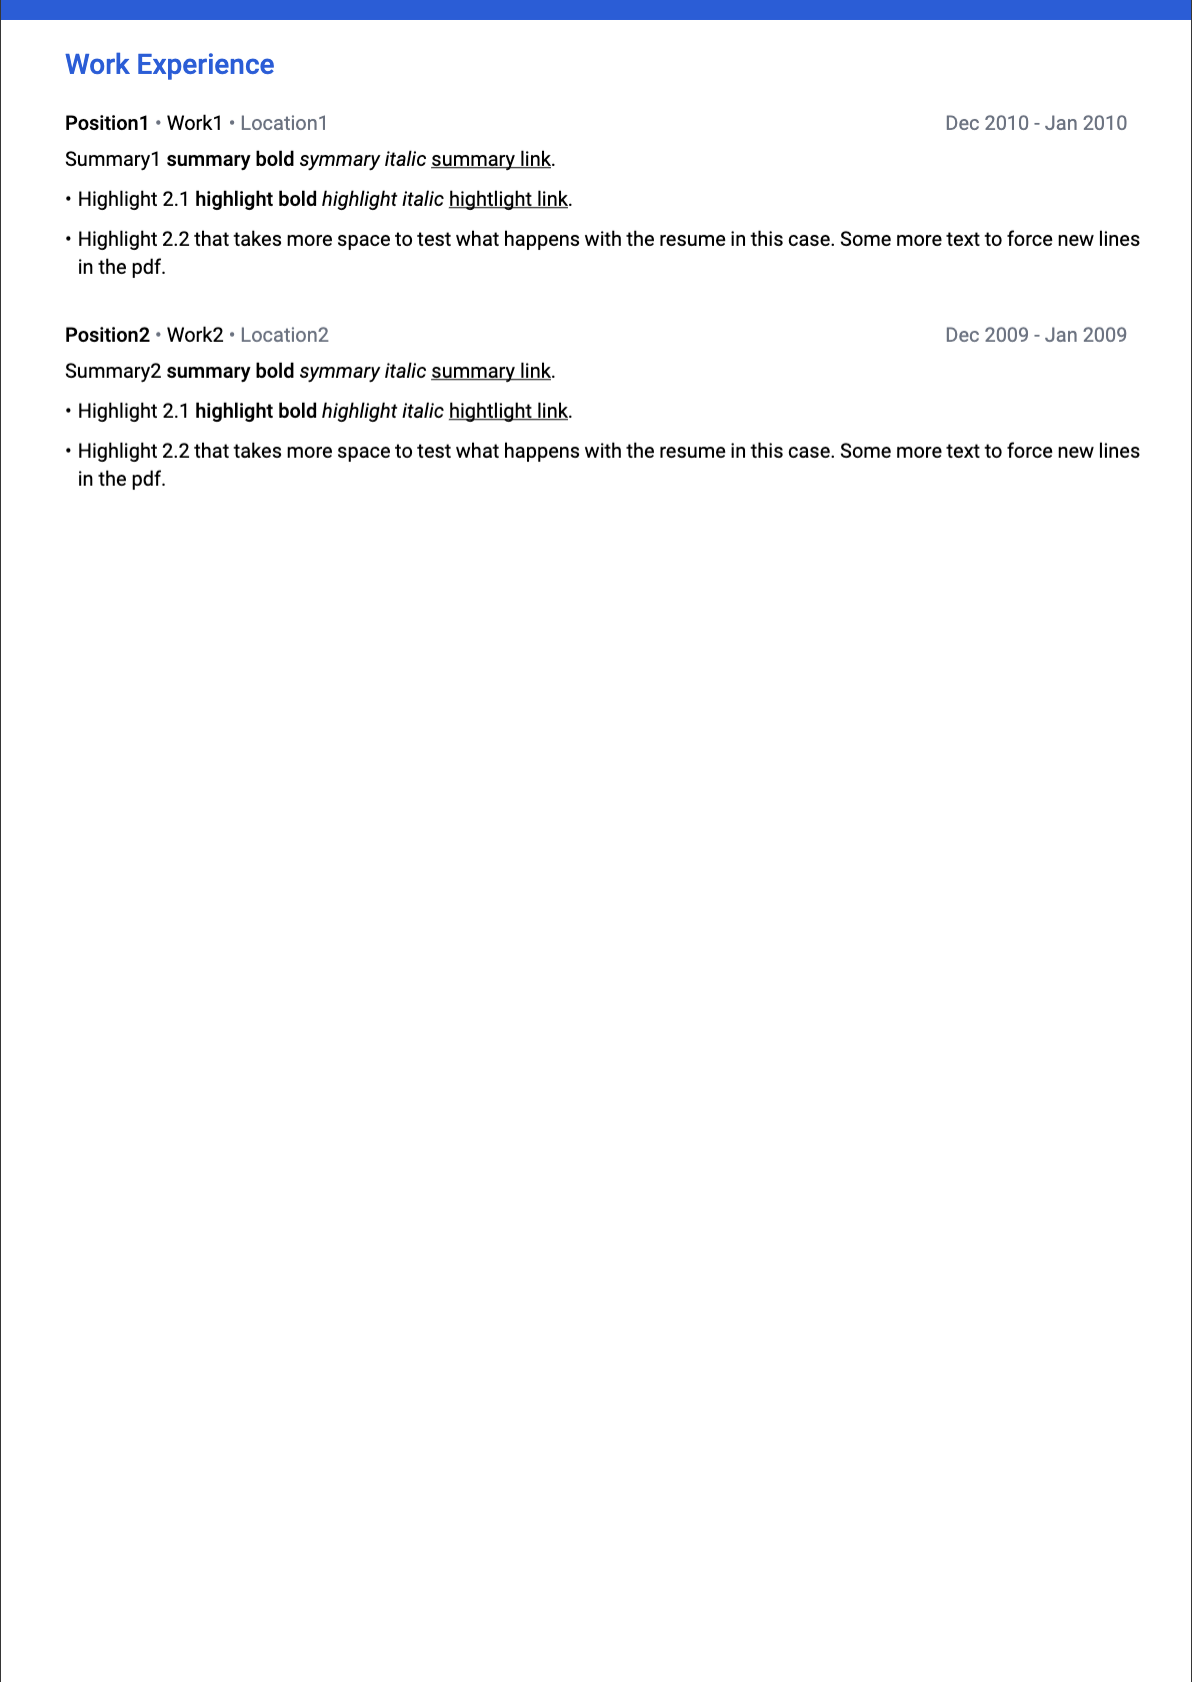 Work Experience
Position1 • Work1 • Location1 Dec 2010 - Jan 2010
Summary1 summary bold symmary italic summary link.
• Highlight 2.1 highlight bold highlight italic hightlight link.
• Highlight 2.2 that takes more space to test what happens with the resume in this case. Some more text to force new lines
in the pdf.
Position2 • Work2 • Location2 Dec 2009 - Jan 2009
Summary2 summary bold symmary italic summary link.
• Highlight 2.1 highlight bold highlight italic hightlight link.
• Highlight 2.2 that takes more space to test what happens with the resume in this case. Some more text to force new lines
in the pdf.